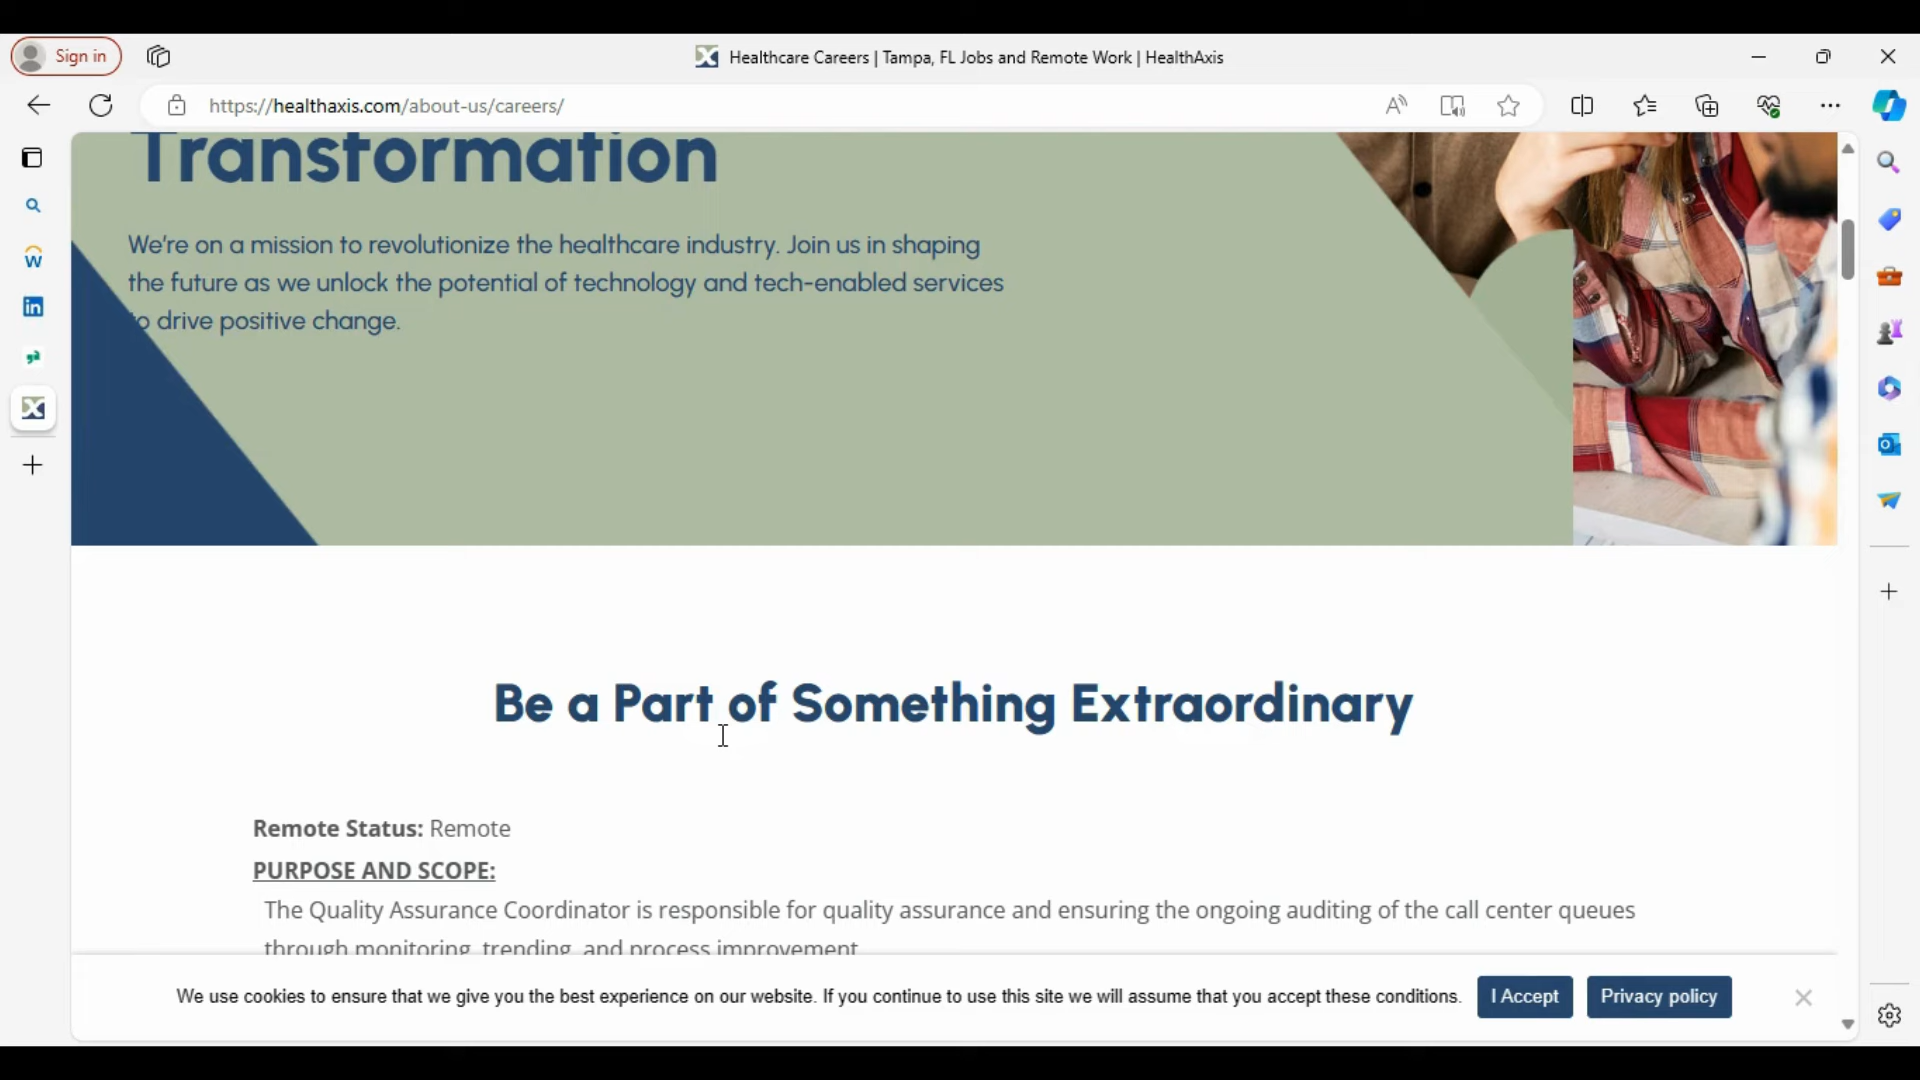 Sign in
Healthcare Careers | Tampa, FL Jobs and Remote Work | HealthAxis
https://healthaxis.com/about-us/careers/
Transformation
We're on a mission to revolutionize the healthcare industry. Join us in shaping
the future as we unlock the potential of technology and tech-enabled services
to drive positive change.
Be a Part of Something Extraordinary
Remote Status: Remote
PURPOSE AND SCOPE:
The Quality Assurance Coordinator is responsible for quality assurance and ensuring the ongoing auditing of the call center queues
through monitoring, trending, and process improvement
We use cookies to ensure that we give you the best experience on our website. If you continue to use this site we will assume that you accept these conditions.
I Accept
Privacy policy